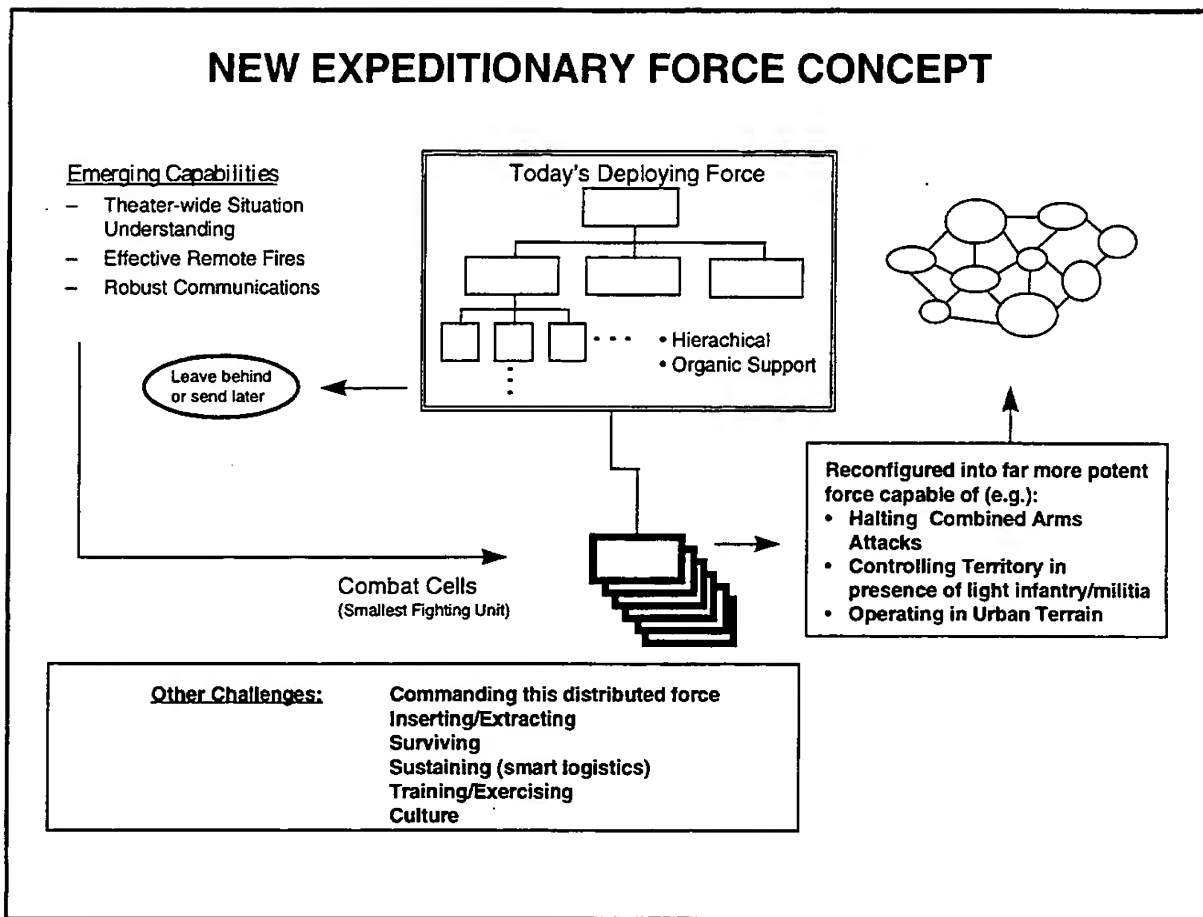 NEW EXPEDITIONARY FORCE CONCEPT
Emerging Capabilities
– Theater-wide Situation
Understanding
– Effective Remote Fires
– Robust Communications
Today's Deploying Force
• Hierachical
• Organic Support
Leave behind
or send later
Combat Cells
(Smallest Fighting Unit)
Reconfigured into far more potent
force capable of (e.g.):
• Halting Combined Arms
Attacks
• Controlling Territory in
presence of light infantry/militia
• Operating in Urban Terrain
Other Challenges: Commanding this distributed force
Inserting/Extracting
Surviving
Sustaining (smart logistics)
Training/Exercising
Culture